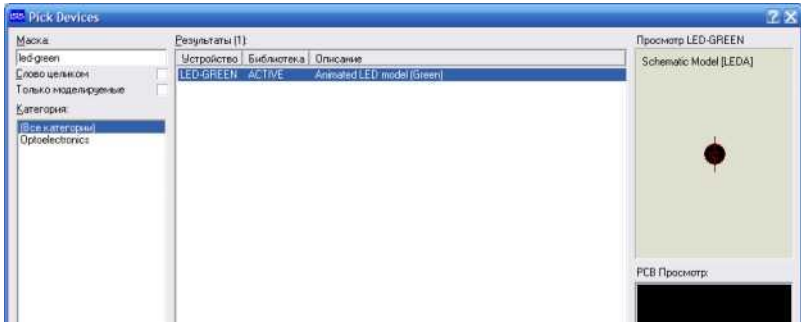 ISIS Pick Devices
Маска:
led-green
Слово целиком
Только моделируемые
Категория:
(Все категории)
Optoelectronics
Результаты (1):
Устройство Библиотека Описание
LED-GREEN ACTIVE Animated LED model (Green)
Просмотр LED-GREEN
Schematic Model [LEDA]
PCB Просмотр: